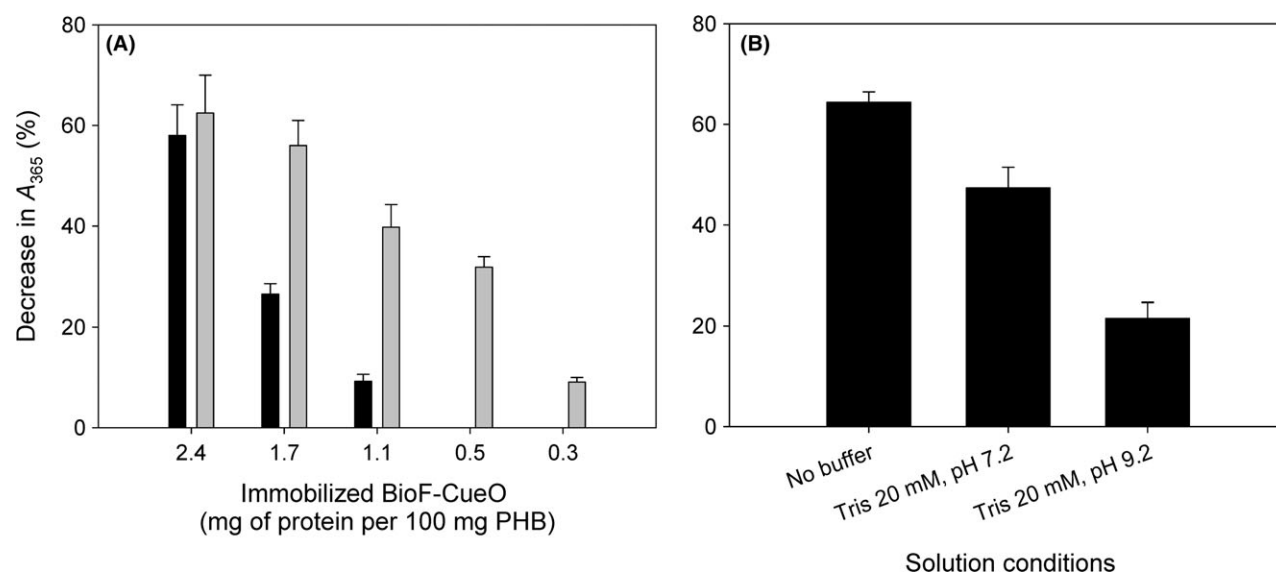 (A)
80
60
40
20
0
Decrease in A365 (%)
2.4 1.7 1.1 0.5 0.3
Immobilized BioF-CueO
(mg of protein per 100 mg PHB)
(B)
80
60
40
20
0
No buffer
Tris 20 mM, pH 7.2
Tris 20 mM, pH 9.2
Solution conditions